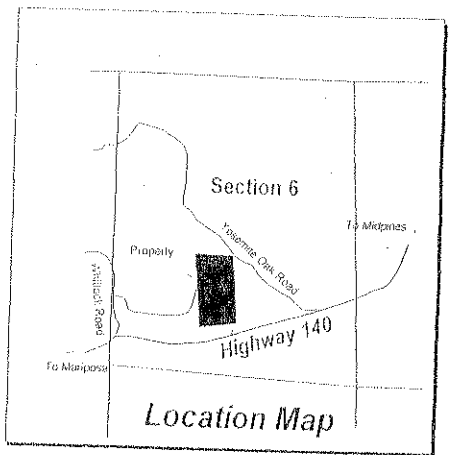 Section 6
Yosemite Oak Road
To Midpines
Property
Whitlock Road
Highway 140
To Mariposa
Location Map